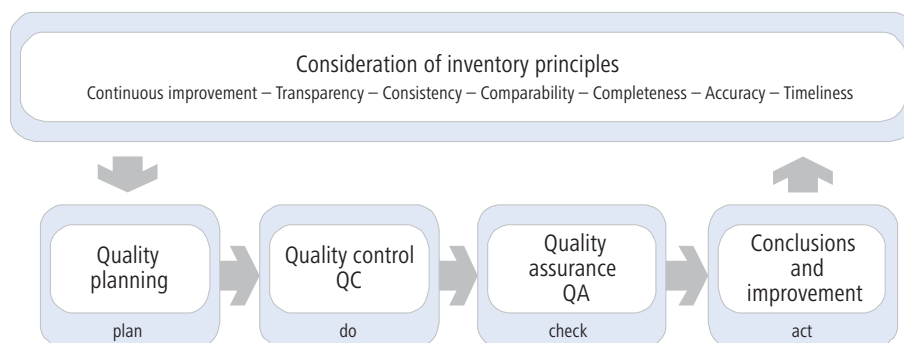 Consideration of inventory principles
Continuous improvement – Transparency – Consistency – Comparability – Completeness – Accuracy – Timeliness
Quality
planning
plan
Quality control
QC
do
Quality
assurance
QA
check
Conclusions
and
improvement
act